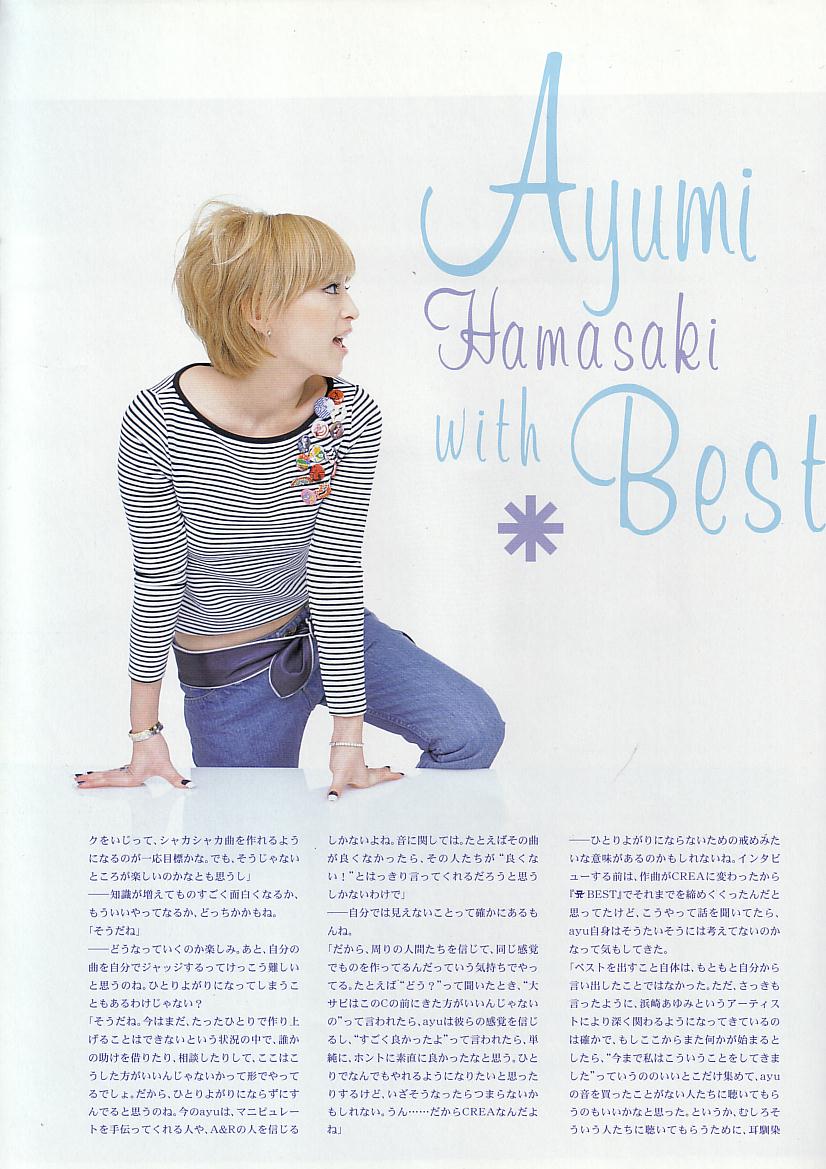 Ayumi
Hamasaki
with Best
*
クをいじって、シャカシャカ曲を作れるよう
になるのが一応目標かな。でも、そうじゃない
ところが楽しいのかなとも思うし」
——知識が増えてものすごく面白くなるか、
もういいやってなるか、どっちかかもね。
「そうだね」
——どうなっていくのか楽しみ。あと、自分の
曲を自分でジャッジするってけっこう難しい
と思うのね。ひとりよがりになってしまうこ
ともあるわけじゃない？
「そうだね。今はまだ、たったひとりで作り上
げることはできないという状況の中で、誰か
の助けを借りたり、相談したりして、ここはこ
うした方がいいんじゃないかって形でやって
るでしょ。だから、ひとりよがりにならずにす
んでると思うのね。今のayuは、マニピュレー
トを手伝ってくれる人や、A&Rの人を信じる
しかないよね。音に関しては。たとえばその曲
が良くなかったら、その人たちが“良くな
い！”とはっきり言ってくれるだろうと思う
しかないわけで」
——自分では見えないことって確かにあるも
んね。
「だから、周りの人間たちを信じて、同じ感覚
でものを作ってるんだっていう気持ちでやっ
てる。たとえば“どう？”って聞いたとき、“大
サビはこのCの前にきた方がいいんじゃない
の”って言われたら、ayuは彼らの感覚を信じ
るし、“すごく良かったよ”って言われたら、単
純に、ホントに素直に良かったなと思う。ひと
りでなんでもやれるようになりたいと思った
りするけど、いざそうなったらつまらないか
もしれない。うん……だからCREAなんだよ
ね」
——ひとりよがりにならないための戒めみた
いな意味があるのかもしれないね。インタビ
ューする前は、作曲がCREAに変わったから
『BEST』でそれまでを締めくくったんだと
思ってたけど、こうやって話を聞いてたら、
ayu自身はそうたいそうには考えてないのか
なって気もしてきた。
「ベストを出すこと自体は、もともと自分から
言い出したことではなかった。ただ、さっきも
言ったように、浜崎あゆみというアーティス
トにより深く関わるようになってきているの
は確かで、もしここからまた何かが始まると
したら、“今まで私はこういうことをしてきま
した”っていうののいいとこだけ集めて、ayu
の音を買ったことがない人たちに聴いてもら
うのもいいかなと思った。というか、むしろそ
ういう人たちに聴いてもらうために、耳馴染